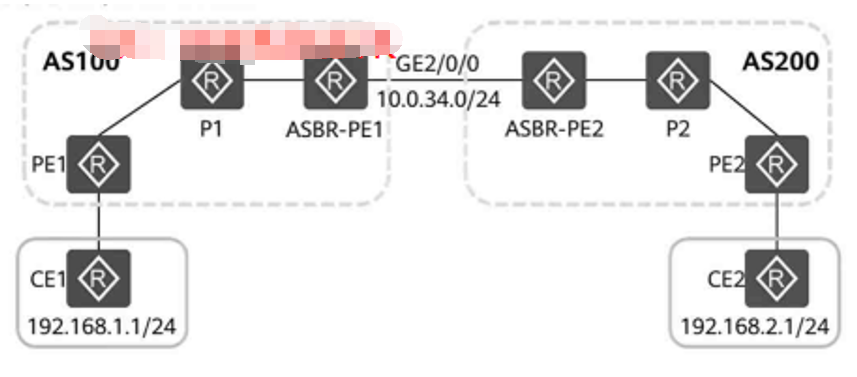 AS100
GE2/0/0
AS200
10.0.34.0/24
R
R
R
R
P1
ASBR-PE1
ASBR-PE2
P2
PE1
R
PE2
R
CE1
R
CE2
R
192.168.1.1/24
192.168.2.1/24